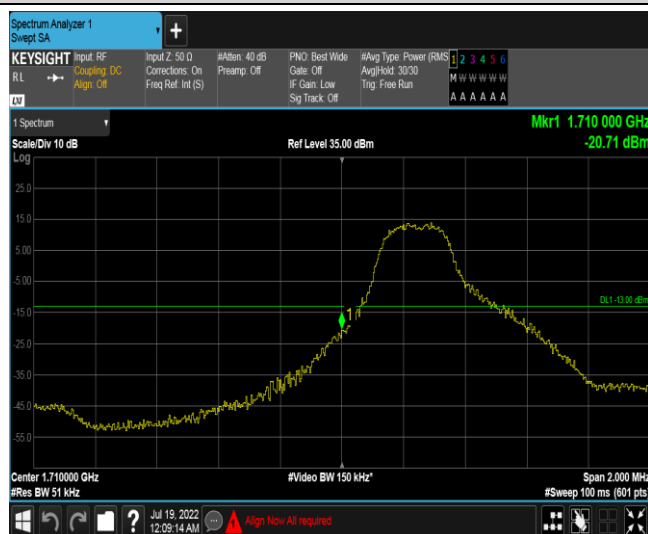 Spectrum Analyzer 1
Swept SA
+
KEYSIGHT
RL
LXI
Input: RF
Coupling: DC
Align: Off
Input Z: 50 Ω
Corrections: On
Freq Ref: Int (S)
#Atten: 40 dB
Preamp: Off
PNO: Best Wide
Gate: Off
IF Gain: Low
Sig Track: Off
#Avg Type: Power (RMS
Avg|Hold: 30/30
Trig: Free Run
1 2 3 4 5 6
M W W W W W
A A A A A A
1 Spectrum
Mkr1 1.710 000 GHz
Scale/Div 10 dB
Ref Level 35.00 dBm
-20.71 dBm
Log
25.0
15.0
5.00
-5.00
DL1 -13.00 dBm
-15.0
1
-25.0
-35.0
-45.0
-55.0
Center 1.710000 GHz
#Video BW 150 kHz*
Span 2.000 MHz
#Res BW 51 kHz
#Sweep 100 ms (601 pts)
?
Jul 19, 2022
12:09:14 AM
Align Now All required